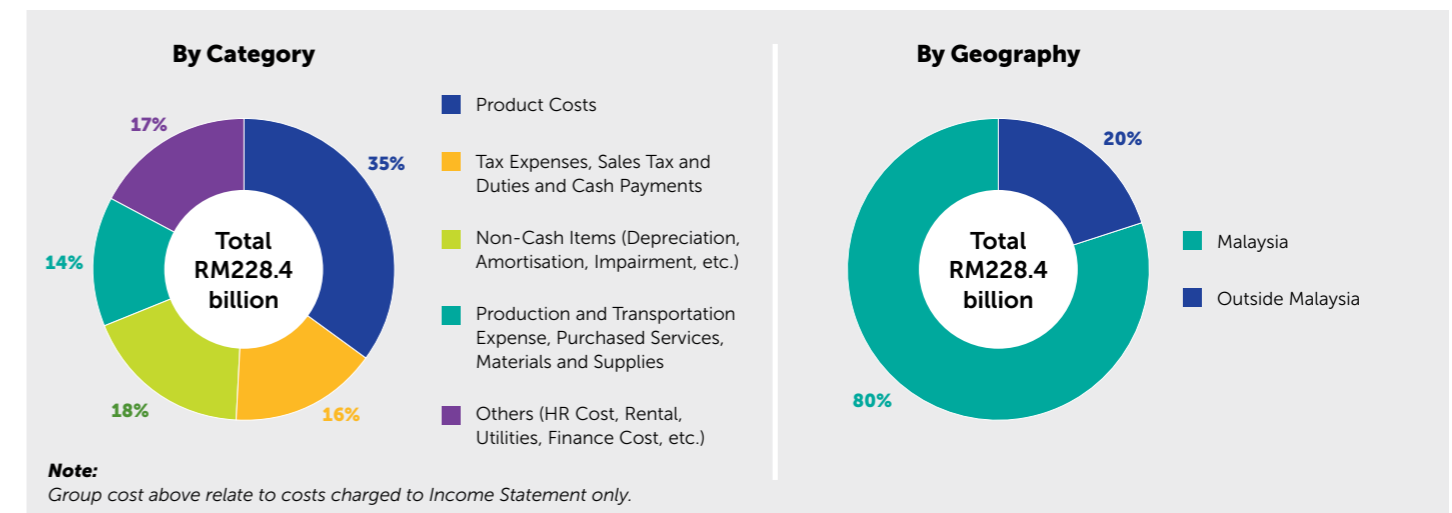 By Category
17%
35%
14%
18%
16%
Total
RM228.4
billion
Product Costs
Tax Expenses, Sales Tax and
Duties and Cash Payments
Non-Cash Items (Depreciation,
Amortisation, Impairment, etc.)
Production and Transportation
Expense, Purchased Services,
Materials and Supplies
Others (HR Cost, Rental,
Utilities, Finance Cost, etc.)
Note:
Group cost above relate to costs charged to Income Statement only.
By Geography
20%
80%
Total
RM228.4
billion
Malaysia
Outside Malaysia